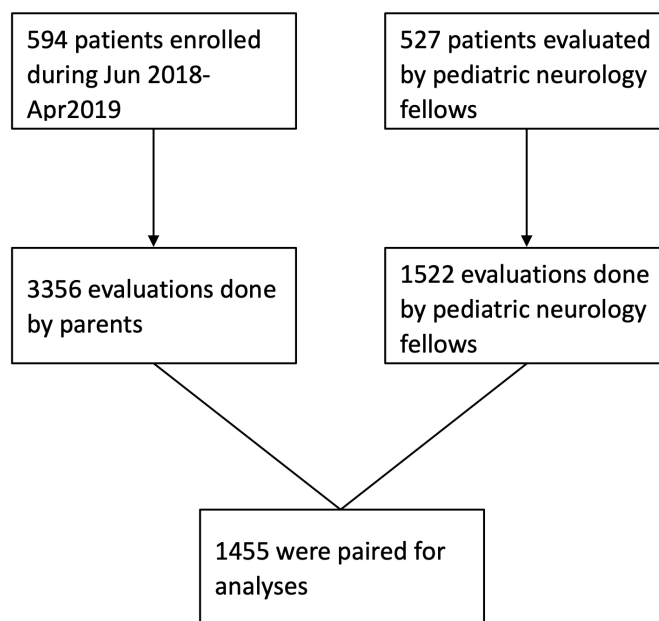 594 patients enrolled
during Jun 2018-
Apr2019
527 patients evaluated
by pediatric neurology
fellows
3356 evaluations done
by parents
1522 evaluations done
by pediatric neurology
fellows
1455 were paired for
analyses